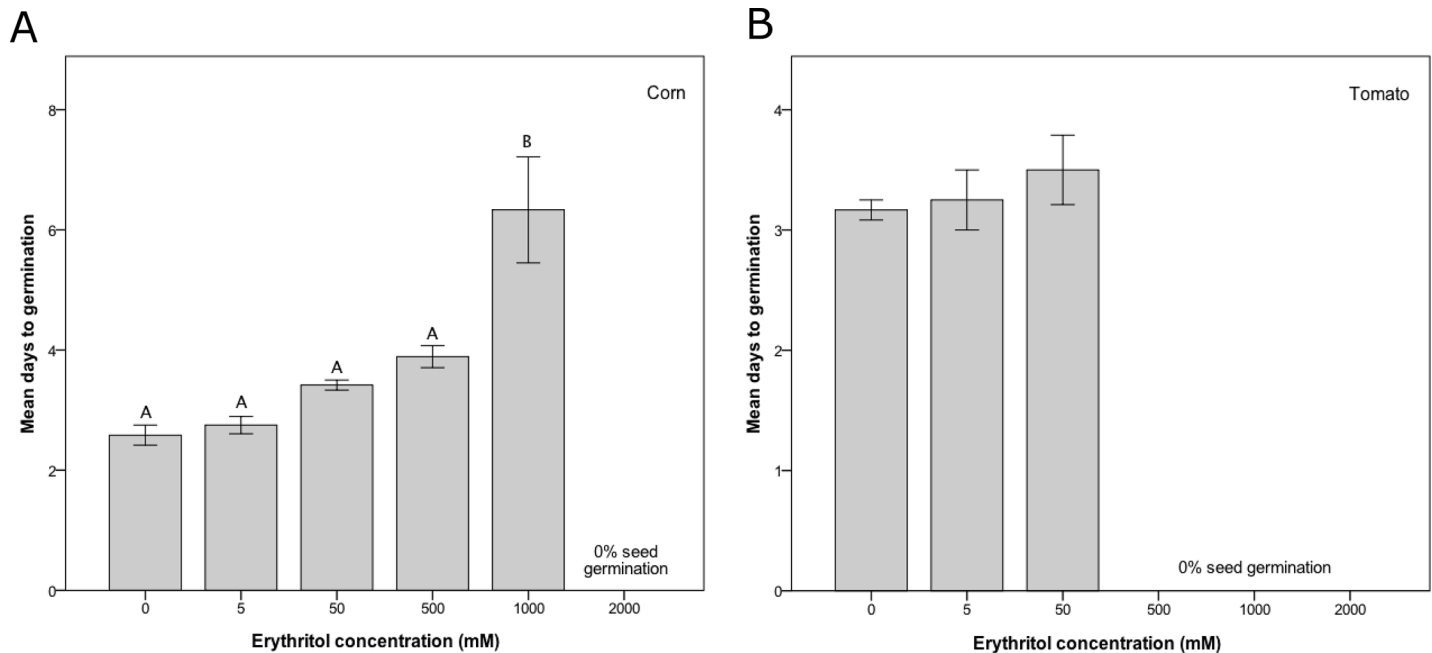 A
Corn
Mean days to germination
8
6
4
2
0
A
A
A
A
B
0% seed
germination
0 5 50 500 1000 2000
Erythritol concentration (mM)
B
Tomato
Mean days to germination
4
3
2
1
0
0% seed germination
0 5 50 500 1000 2000
Erythritol concentration (mM)